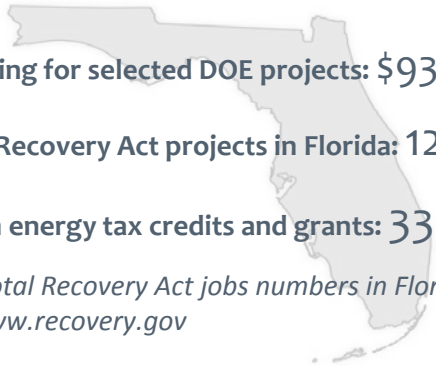 ing for selected DOE projects: $93
Recovery Act projects in Florida: 12
energy tax credits and grants: 33
otal Recovery Act jobs numbers in Flor
ww.recovery.gov